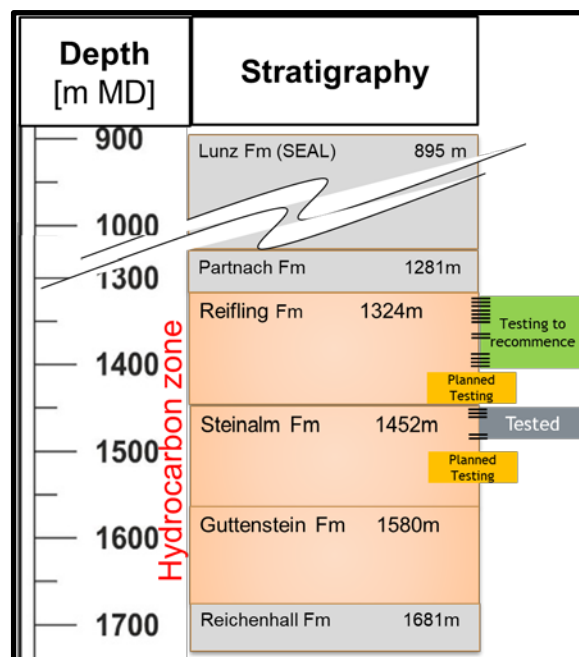 Depth
[m MD]
Stratigraphy
900
1000
1300
1400
1500
1600
1700
Hydrocarbon zone
Lunz Fm (SEAL) 895 m
Partnach Fm 1281m
Reifling Fm 1324m
Testing to
recommence
Planned
Testing
Steinalm Fm 1452m
Tested
Planned
Testing
Guttenstein Fm 1580m
Reichenhall Fm 1681m